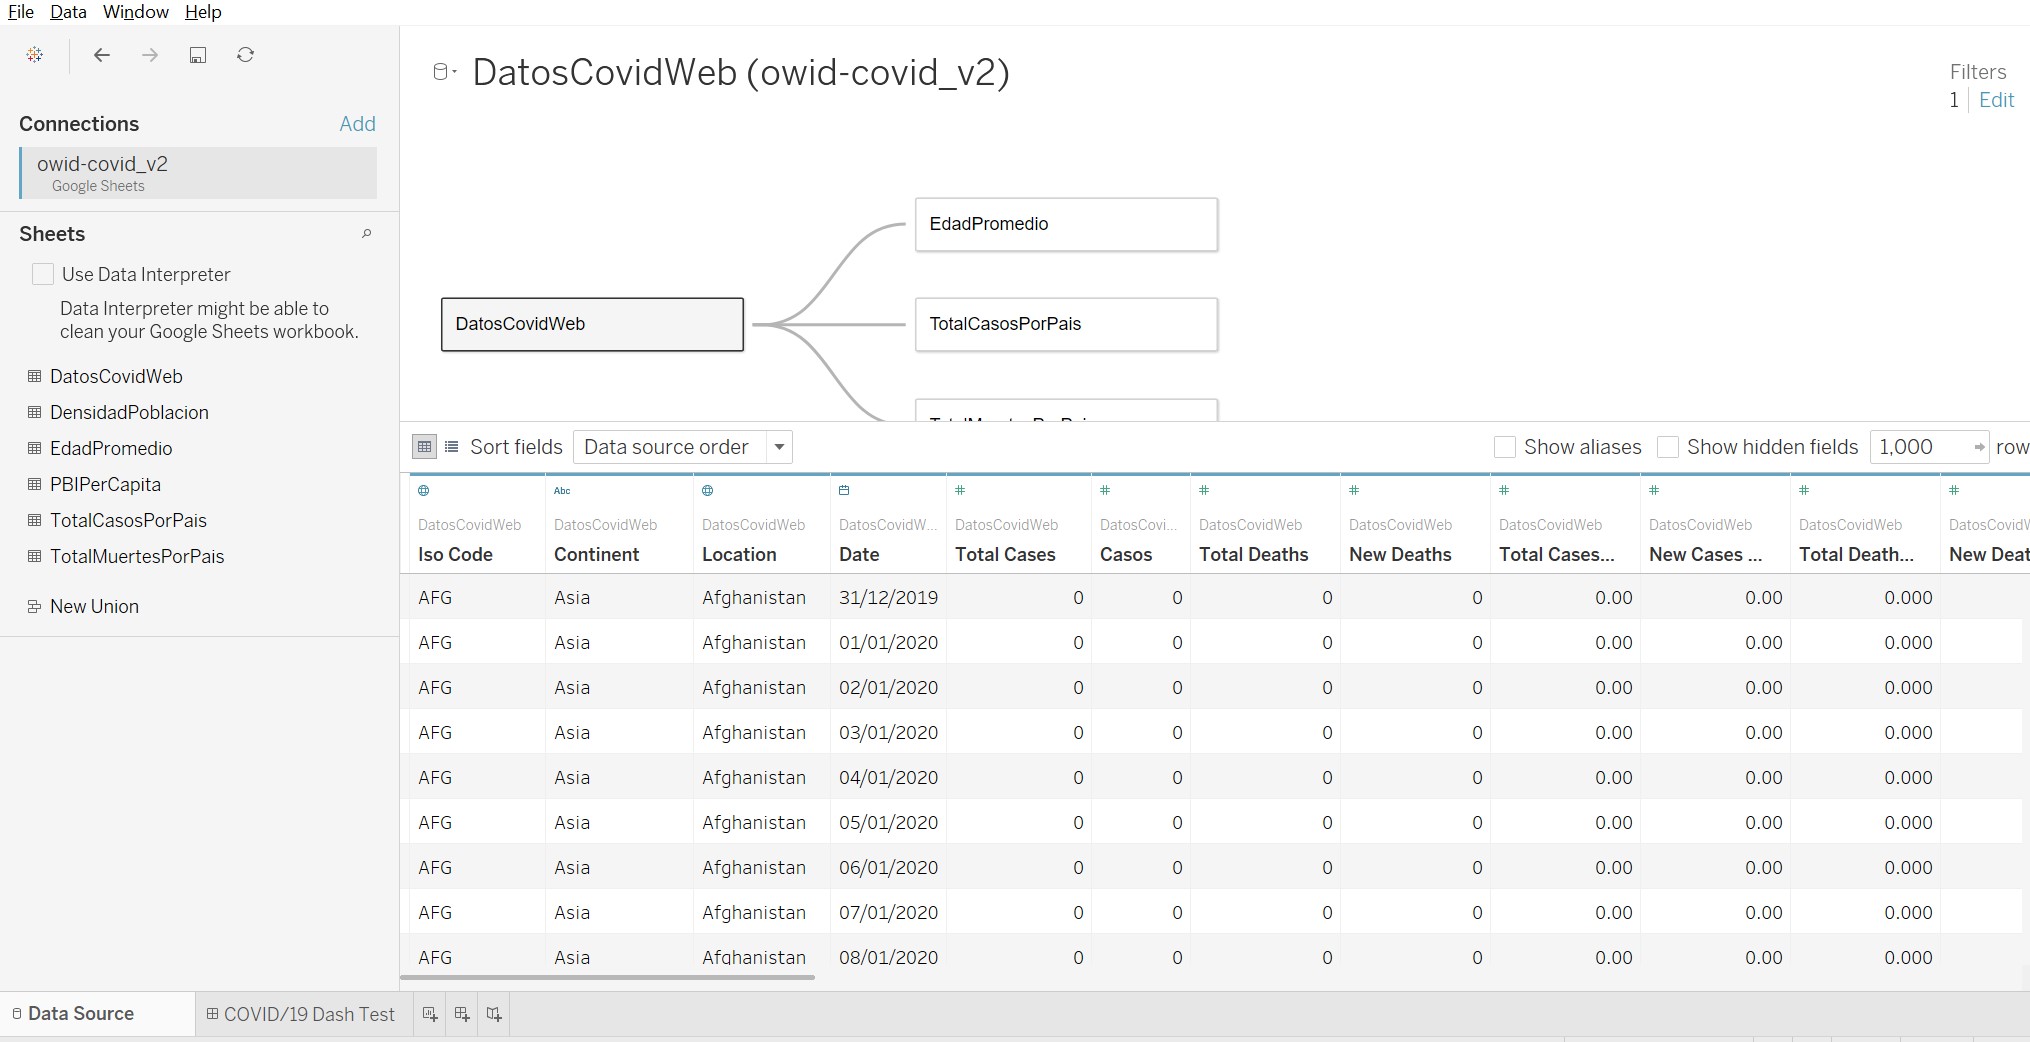 File Data Window Help
DatosCovidWeb (owid-covid_v2)
Filters
1 Edit
Connections Add
owid-covid_v2
Google Sheets
Sheets
Use Data Interpreter
Data Interpreter might be able to
clean your Google Sheets workbook.
DatosCovidWeb
DensidadPoblacion
EdadPromedio
PBIPerCapita
TotalCasosPorPais
TotalMuertesPorPais
New Union
EdadPromedio
DatosCovidWeb
TotalCasosPorPais
Sort fields Data source order Show aliases Show hidden fields 1,000 row
Abc
DatosCovidWeb DatosCovidWeb DatosCovidWeb DatosCovidW... DatosCovidWeb DatosCovi... DatosCovidWeb DatosCovidWeb DatosCovidWeb DatosCovidWeb DatosCovidWeb DatosCovidW
Iso Code Continent Location Date Total Cases Casos Total Deaths New Deaths Total Cases... New Cases ... Total Death... New Deat
AFG Asia Afghanistan 31/12/2019 0 0 0 0 0.00 0.00 0.000
AFG Asia Afghanistan 01/01/2020 0 0 0 0 0.00 0.00 0.000
AFG Asia Afghanistan 02/01/2020 0 0 0 0 0.00 0.00 0.000
AFG Asia Afghanistan 03/01/2020 0 0 0 0 0.00 0.00 0.000
AFG Asia Afghanistan 04/01/2020 0 0 0 0 0.00 0.00 0.000
AFG Asia Afghanistan 05/01/2020 0 0 0 0 0.00 0.00 0.000
AFG Asia Afghanistan 06/01/2020 0 0 0 0 0.00 0.00 0.000
AFG Asia Afghanistan 07/01/2020 0 0 0 0 0.00 0.00 0.000
AFG Asia Afghanistan 08/01/2020 0 0 0 0 0.00 0.00 0.000
Data Source COVID/19 Dash Test